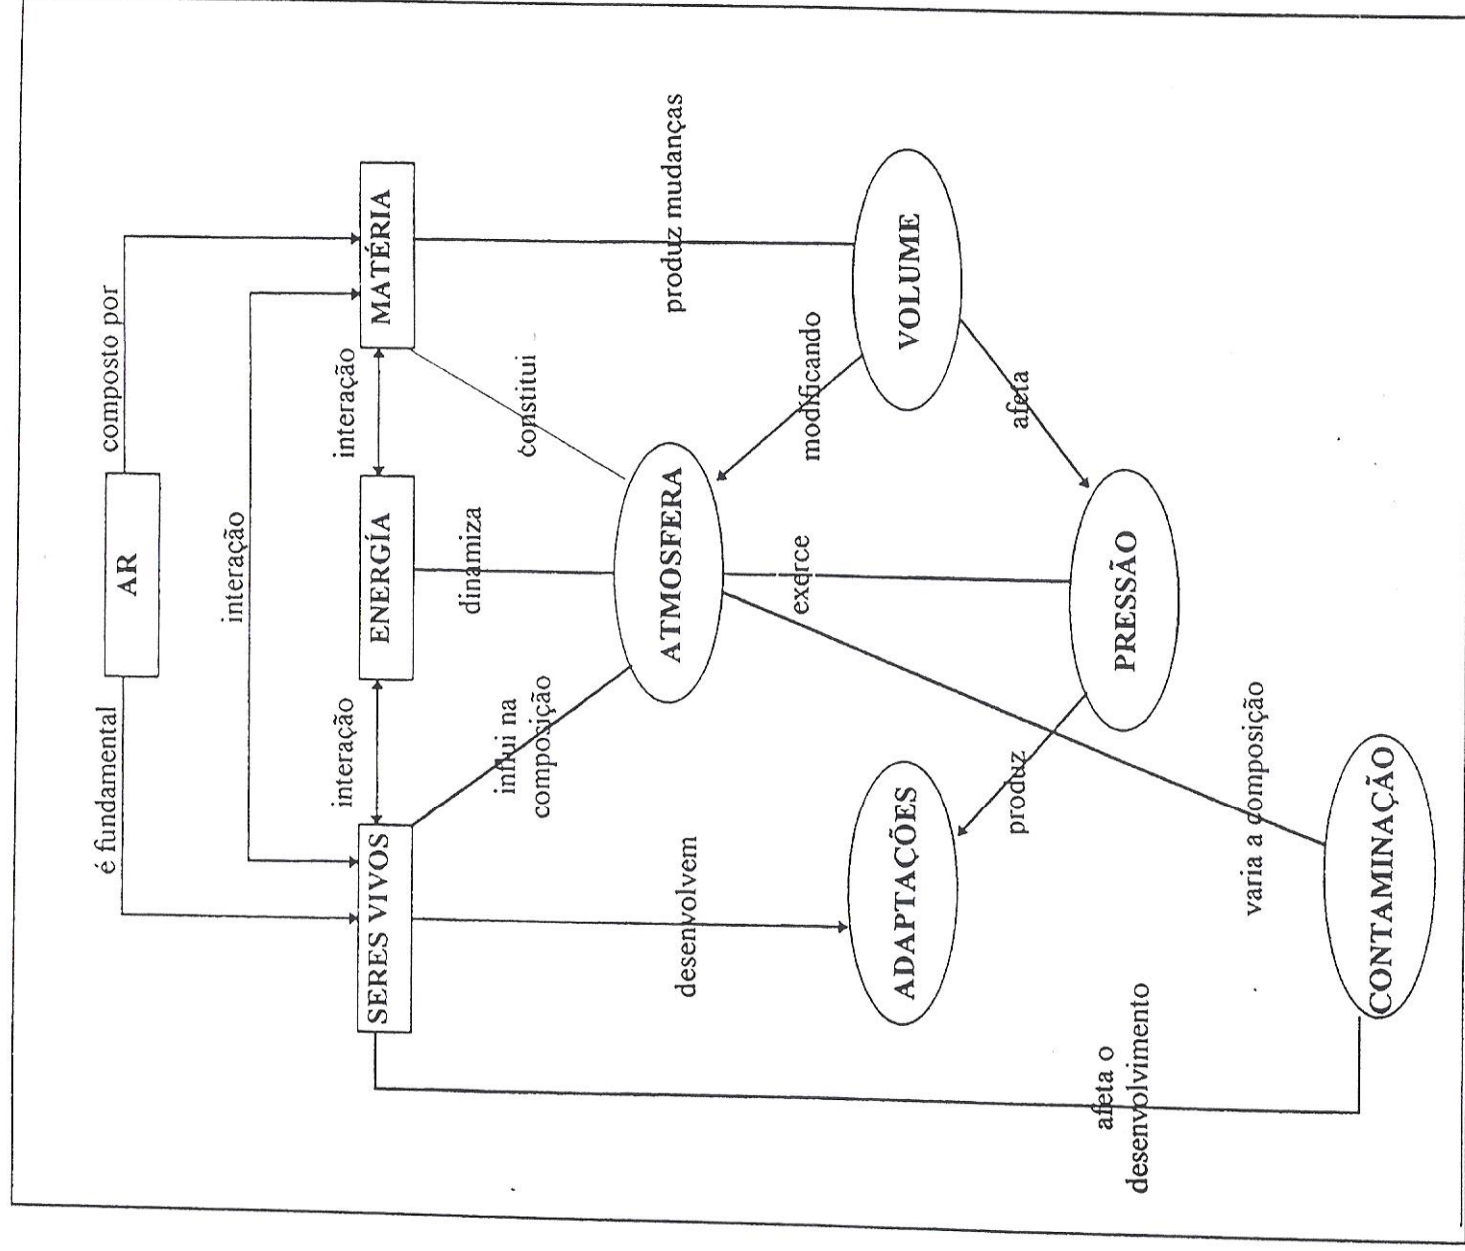 AR
é fundamental
composto por
interação
SERES VIVOS
interação
ENERGÍA
interação
MATÉRIA
influi na
composição
dinamiza
constitui
ATMOSFERA
desenvolvem
produz mudanças
modificando
exerce
ADAPTAÇÕES
VOLUME
produz
afeta
PRESSÃO
afeta o
desenvolvimento
varia a composição
CONTAMINAÇÃO